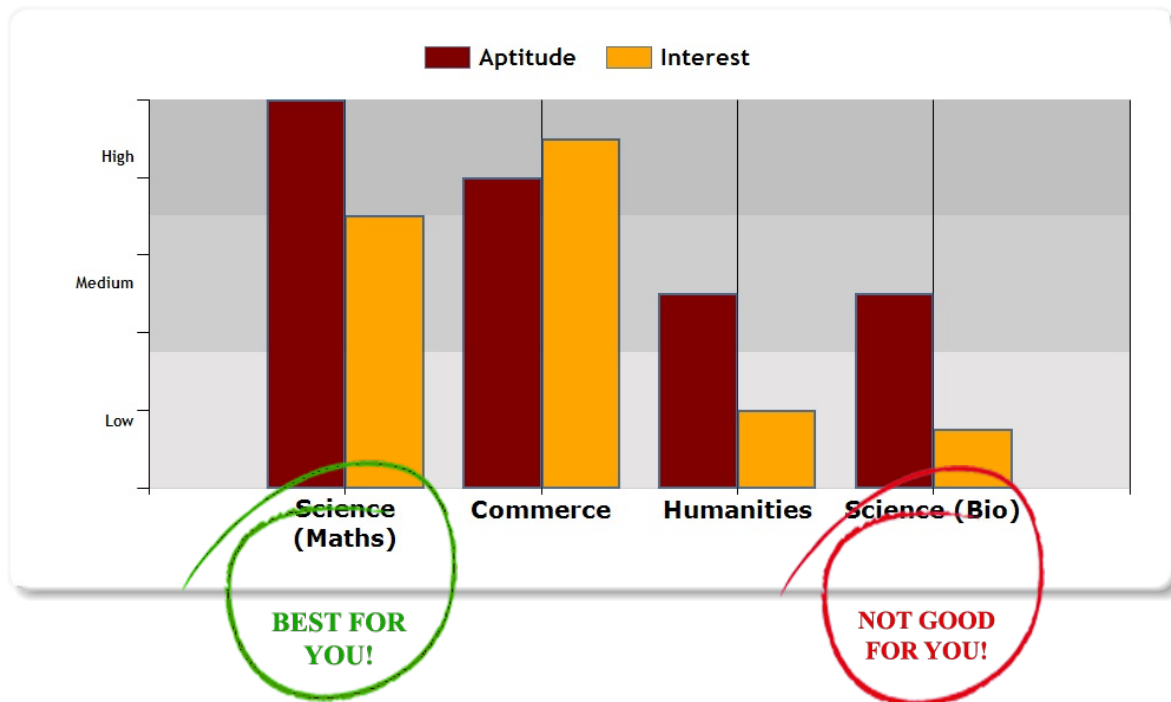 Aptitude Interest
High
Medium
Low
Science
(Maths)
Commerce
Humanities
Science (Bio)
BEST FOR
YOU!
NOT GOOD
FOR YOU!